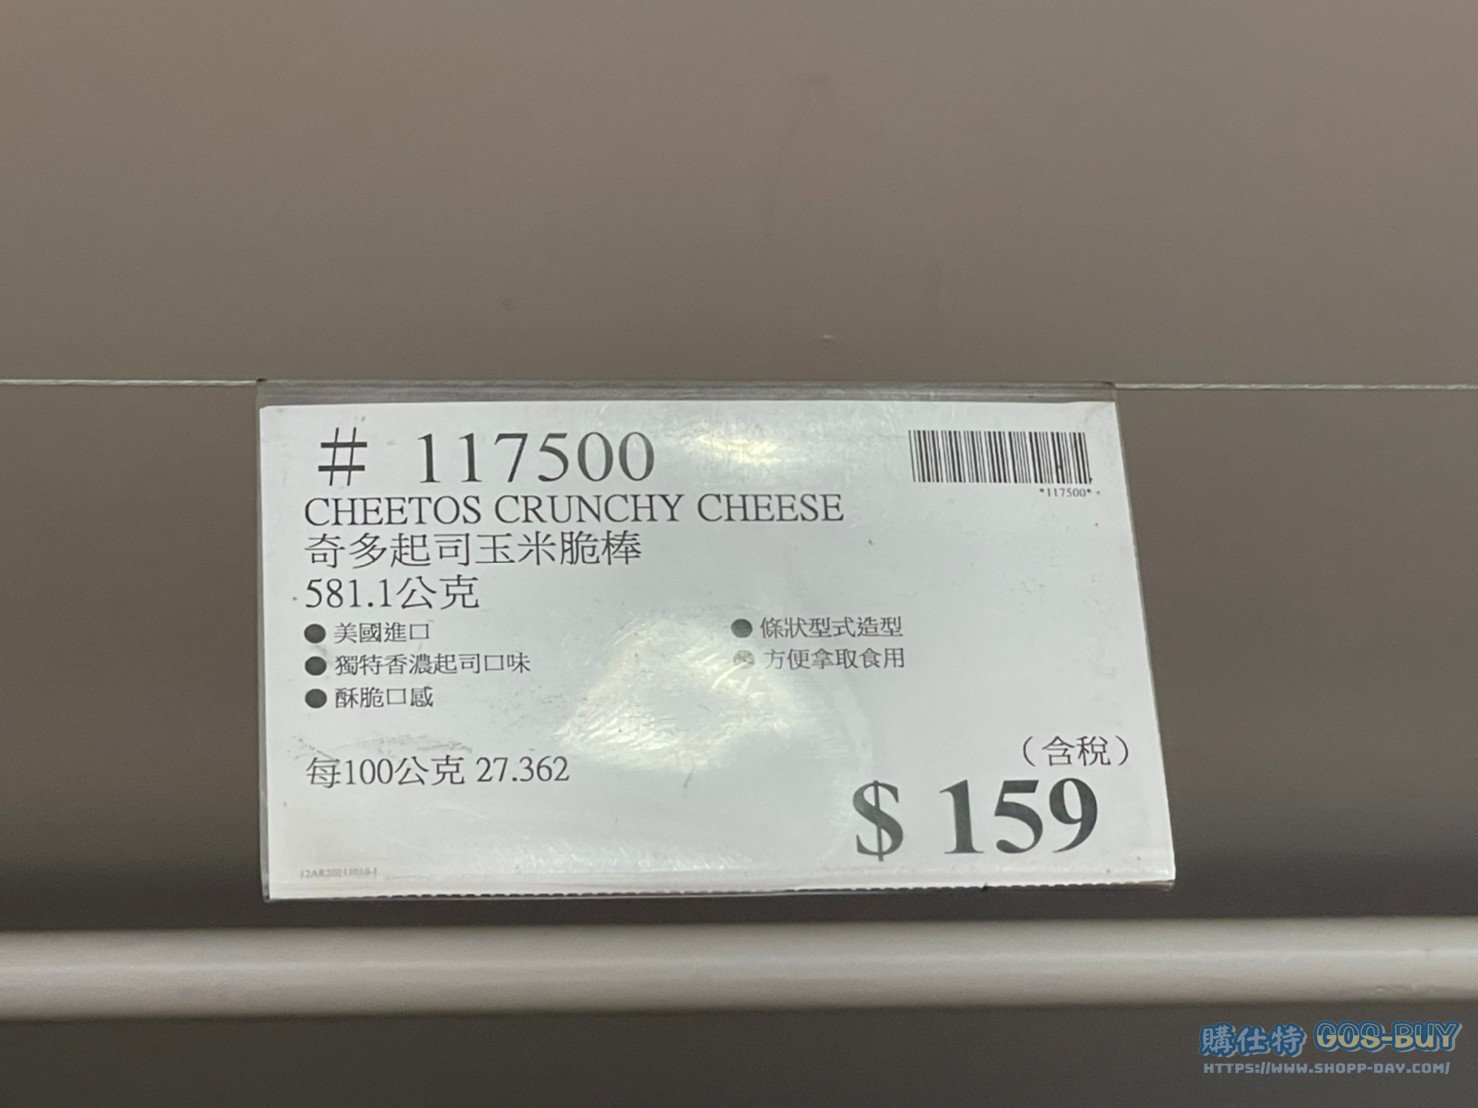 # 117500
*117500*
CHEETOS CRUNCHY CHEESE
奇多起司玉米脆棒
581.1公克
● 美國進口
● 條狀型式造型
● 獨特香濃起司口味
● 方便拿取食用
● 酥脆口感
每100公克 27.362
（含稅）
$ 159
12AR20211010-1
購仕特 GOS-BUY
HTTPS://WWW.SHOPP-DAY.COM/